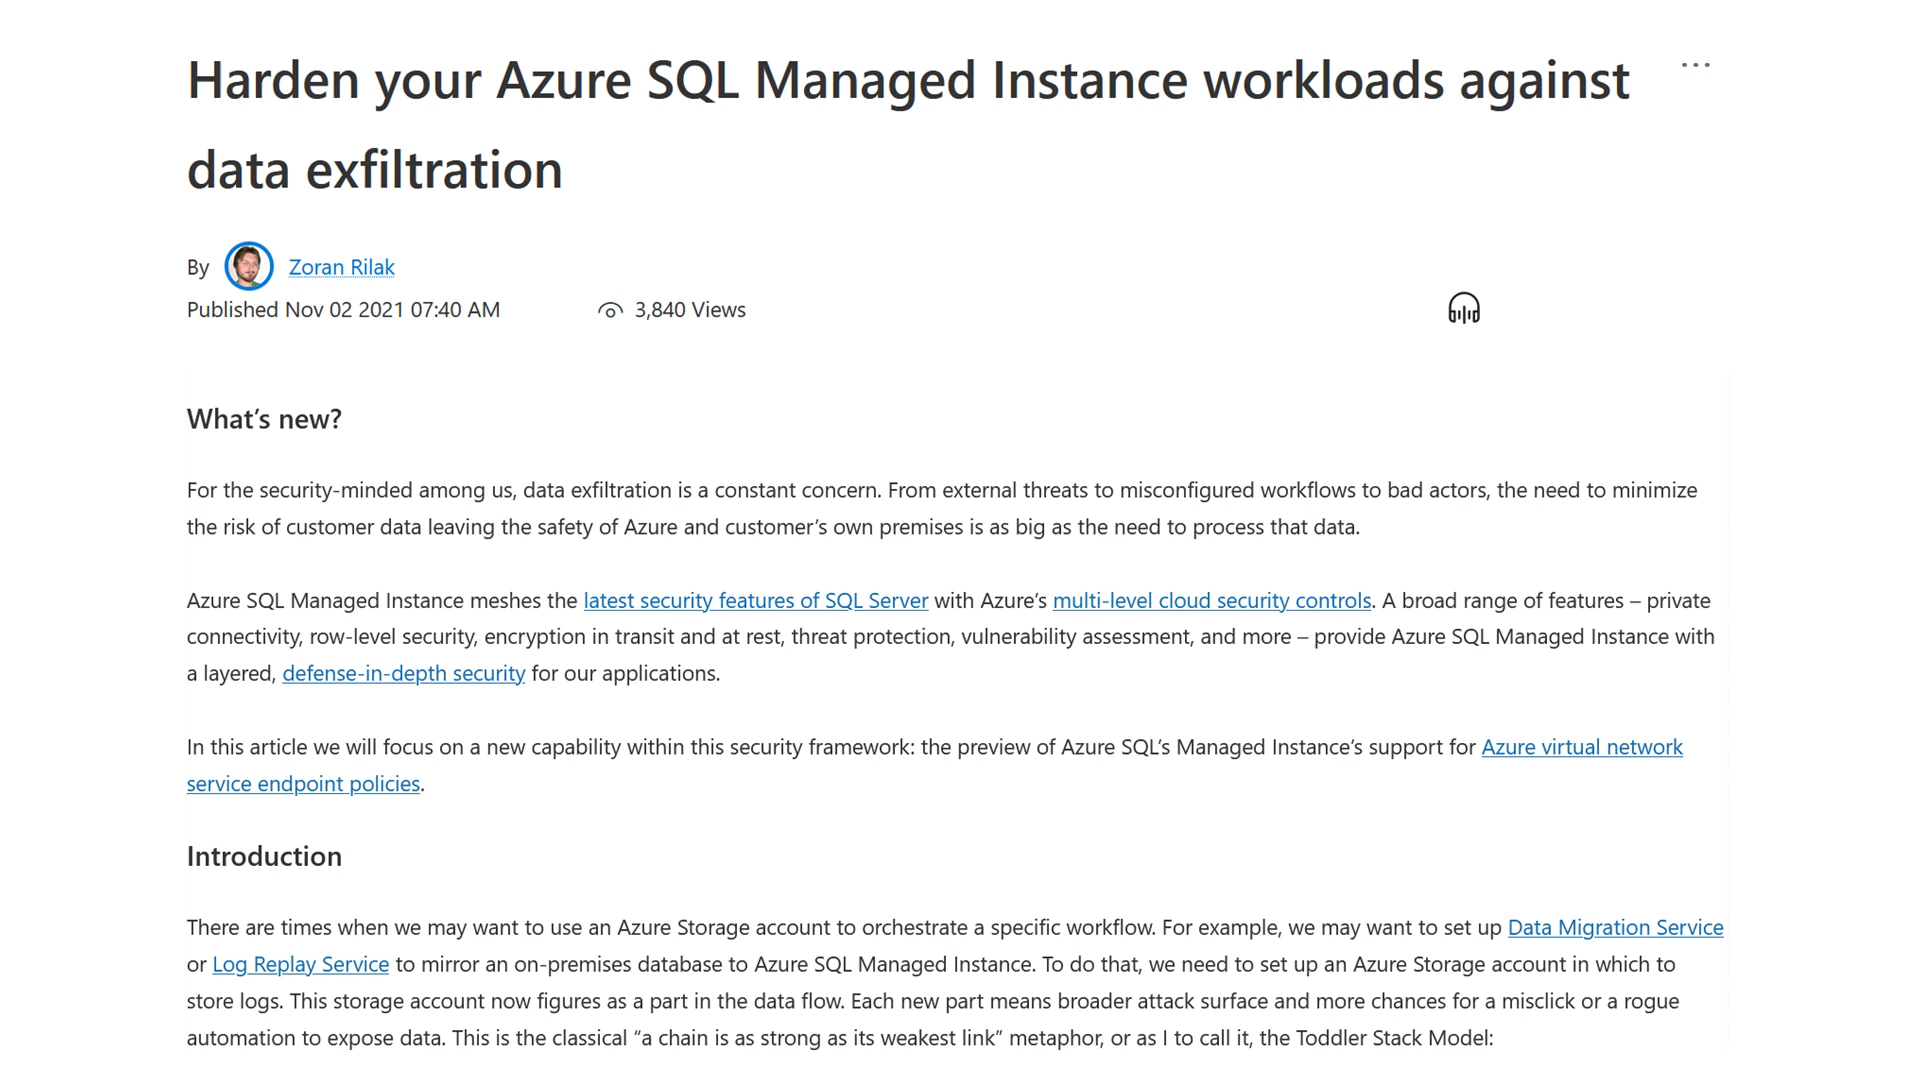 Harden your Azure SQL Managed Instance workloads against
data exfiltration
By Zoran Rilak
Published Nov 02 2021 07:40 AM 3,840 Views
What’s new?
For the security-minded among us, data exfiltration is a constant concern. From external threats to misconfigured workflows to bad actors, the need to minimize
the risk of customer data leaving the safety of Azure and customer’s own premises is as big as the need to process that data.
Azure SQL Managed Instance meshes the latest security features of SQL Server with Azure’s multi-level cloud security controls. A broad range of features – private
connectivity, row-level security, encryption in transit and at rest, threat protection, vulnerability assessment, and more – provide Azure SQL Managed Instance with
a layered, defense-in-depth security for our applications.
In this article we will focus on a new capability within this security framework: the preview of Azure SQL’s Managed Instance’s support for Azure virtual network
service endpoint policies.
Introduction
There are times when we may want to use an Azure Storage account to orchestrate a specific workflow. For example, we may want to set up Data Migration Service
or Log Replay Service to mirror an on-premises database to Azure SQL Managed Instance. To do that, we need to set up an Azure Storage account in which to
store logs. This storage account now figures as a part in the data flow. Each new part means broader attack surface and more chances for a misclick or a rogue
automation to expose data. This is the classical “a chain is as strong as its weakest link” metaphor, or as I to call it, the Toddler Stack Model: